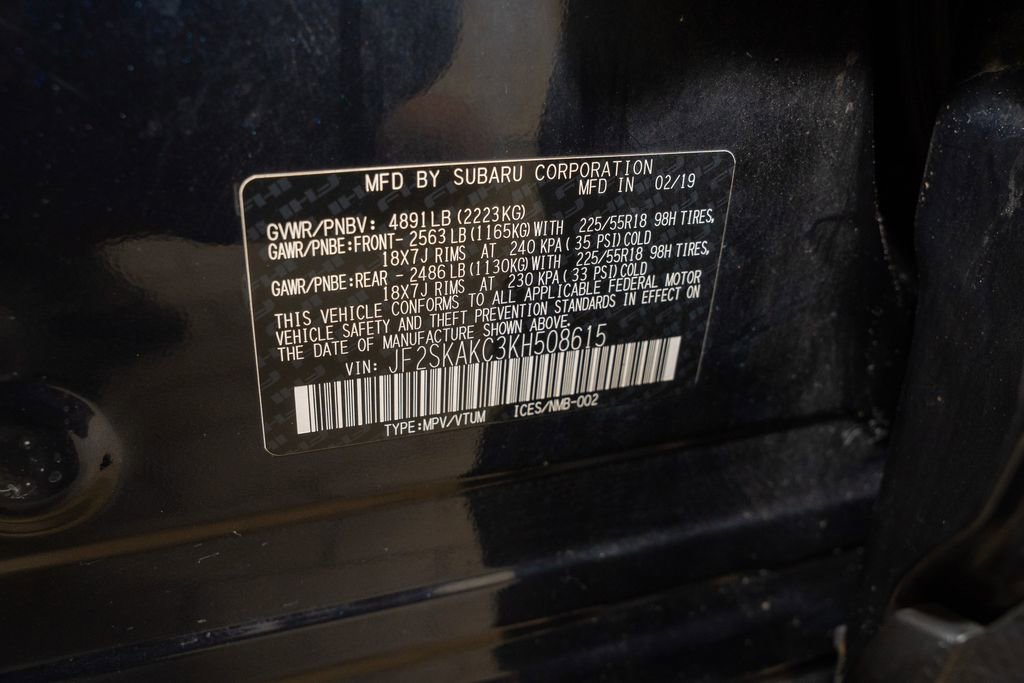 MFD BY SUBARU CORPORATION
MFD IN 02/19
GVWR/PNBV: 4891LB(2223KG)
GAWR/PNBE:FRONT- 2563LB(1165KG)WITH 225/55R18 98H TIRES,
18X7J RIMS AT 240 KPA(35 PSI)COLD
GAWR/PNBE:REAR - 2486LB(1130KG)WITH 225/55R18 98H TIRES,
18X7J RIMS AT 230 KPA(33 PSI)COLD
THIS VEHICLE CONFORMS TO ALL APPLICABLE FEDERAL MOTOR
VEHICLE SAFETY AND THEFT PREVENTION STANDARDS IN EFFECT ON
THE DATE OF MANUFACTURE SHOWN ABOVE.
VIN: JF2SKAKC3KH508615
TYPE:MPV/VTUM ICES/NMB-002